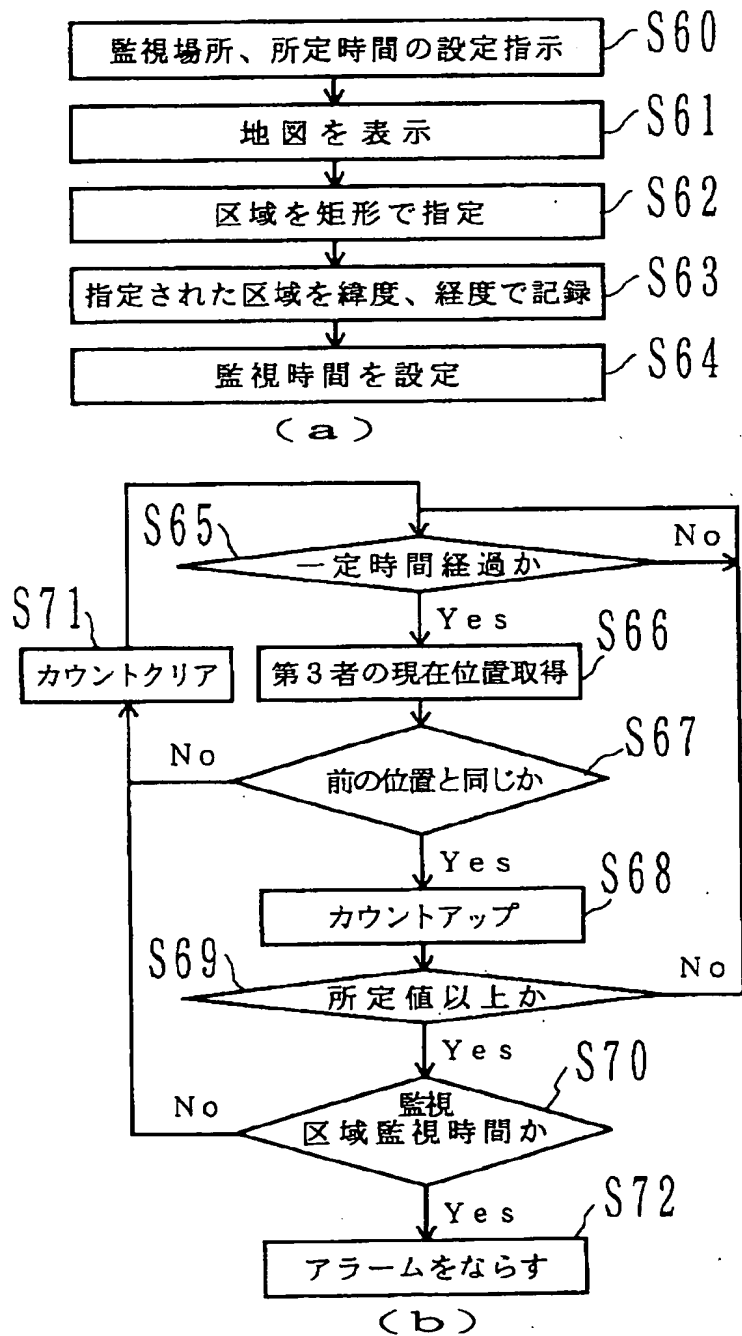 監視場所、所定時間の設定指示 S60
地図を表示 S61
区域を矩形で指定 S62
指定された区域を緯度、経度で記録 S63
監視時間を設定 S64
(a)
S65
一定時間経過か
No
Yes
S71
カウントクリア
第3者の現在位置取得
S66
前の位置と同じか
S67
No
Yes
カウントアップ
S68
S69
所定値以上か
No
Yes
監視
区域監視時間か
S70
No
Yes
アラームをならす
S72
(b)